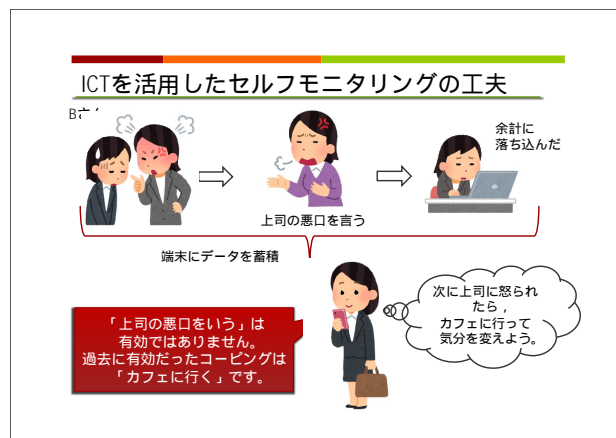 ICTを活用したセルフモニタリングの工夫
Bさん
余計に
落ち込んだ
上司の悪口を言う
端末にデータを蓄積
「上司の悪口をいう」は
有効ではありません。
過去に有効だったコーピングは
「カフェに行く」です。
次に上司に怒られ
たら，
カフェに行って
気分を変えよう。